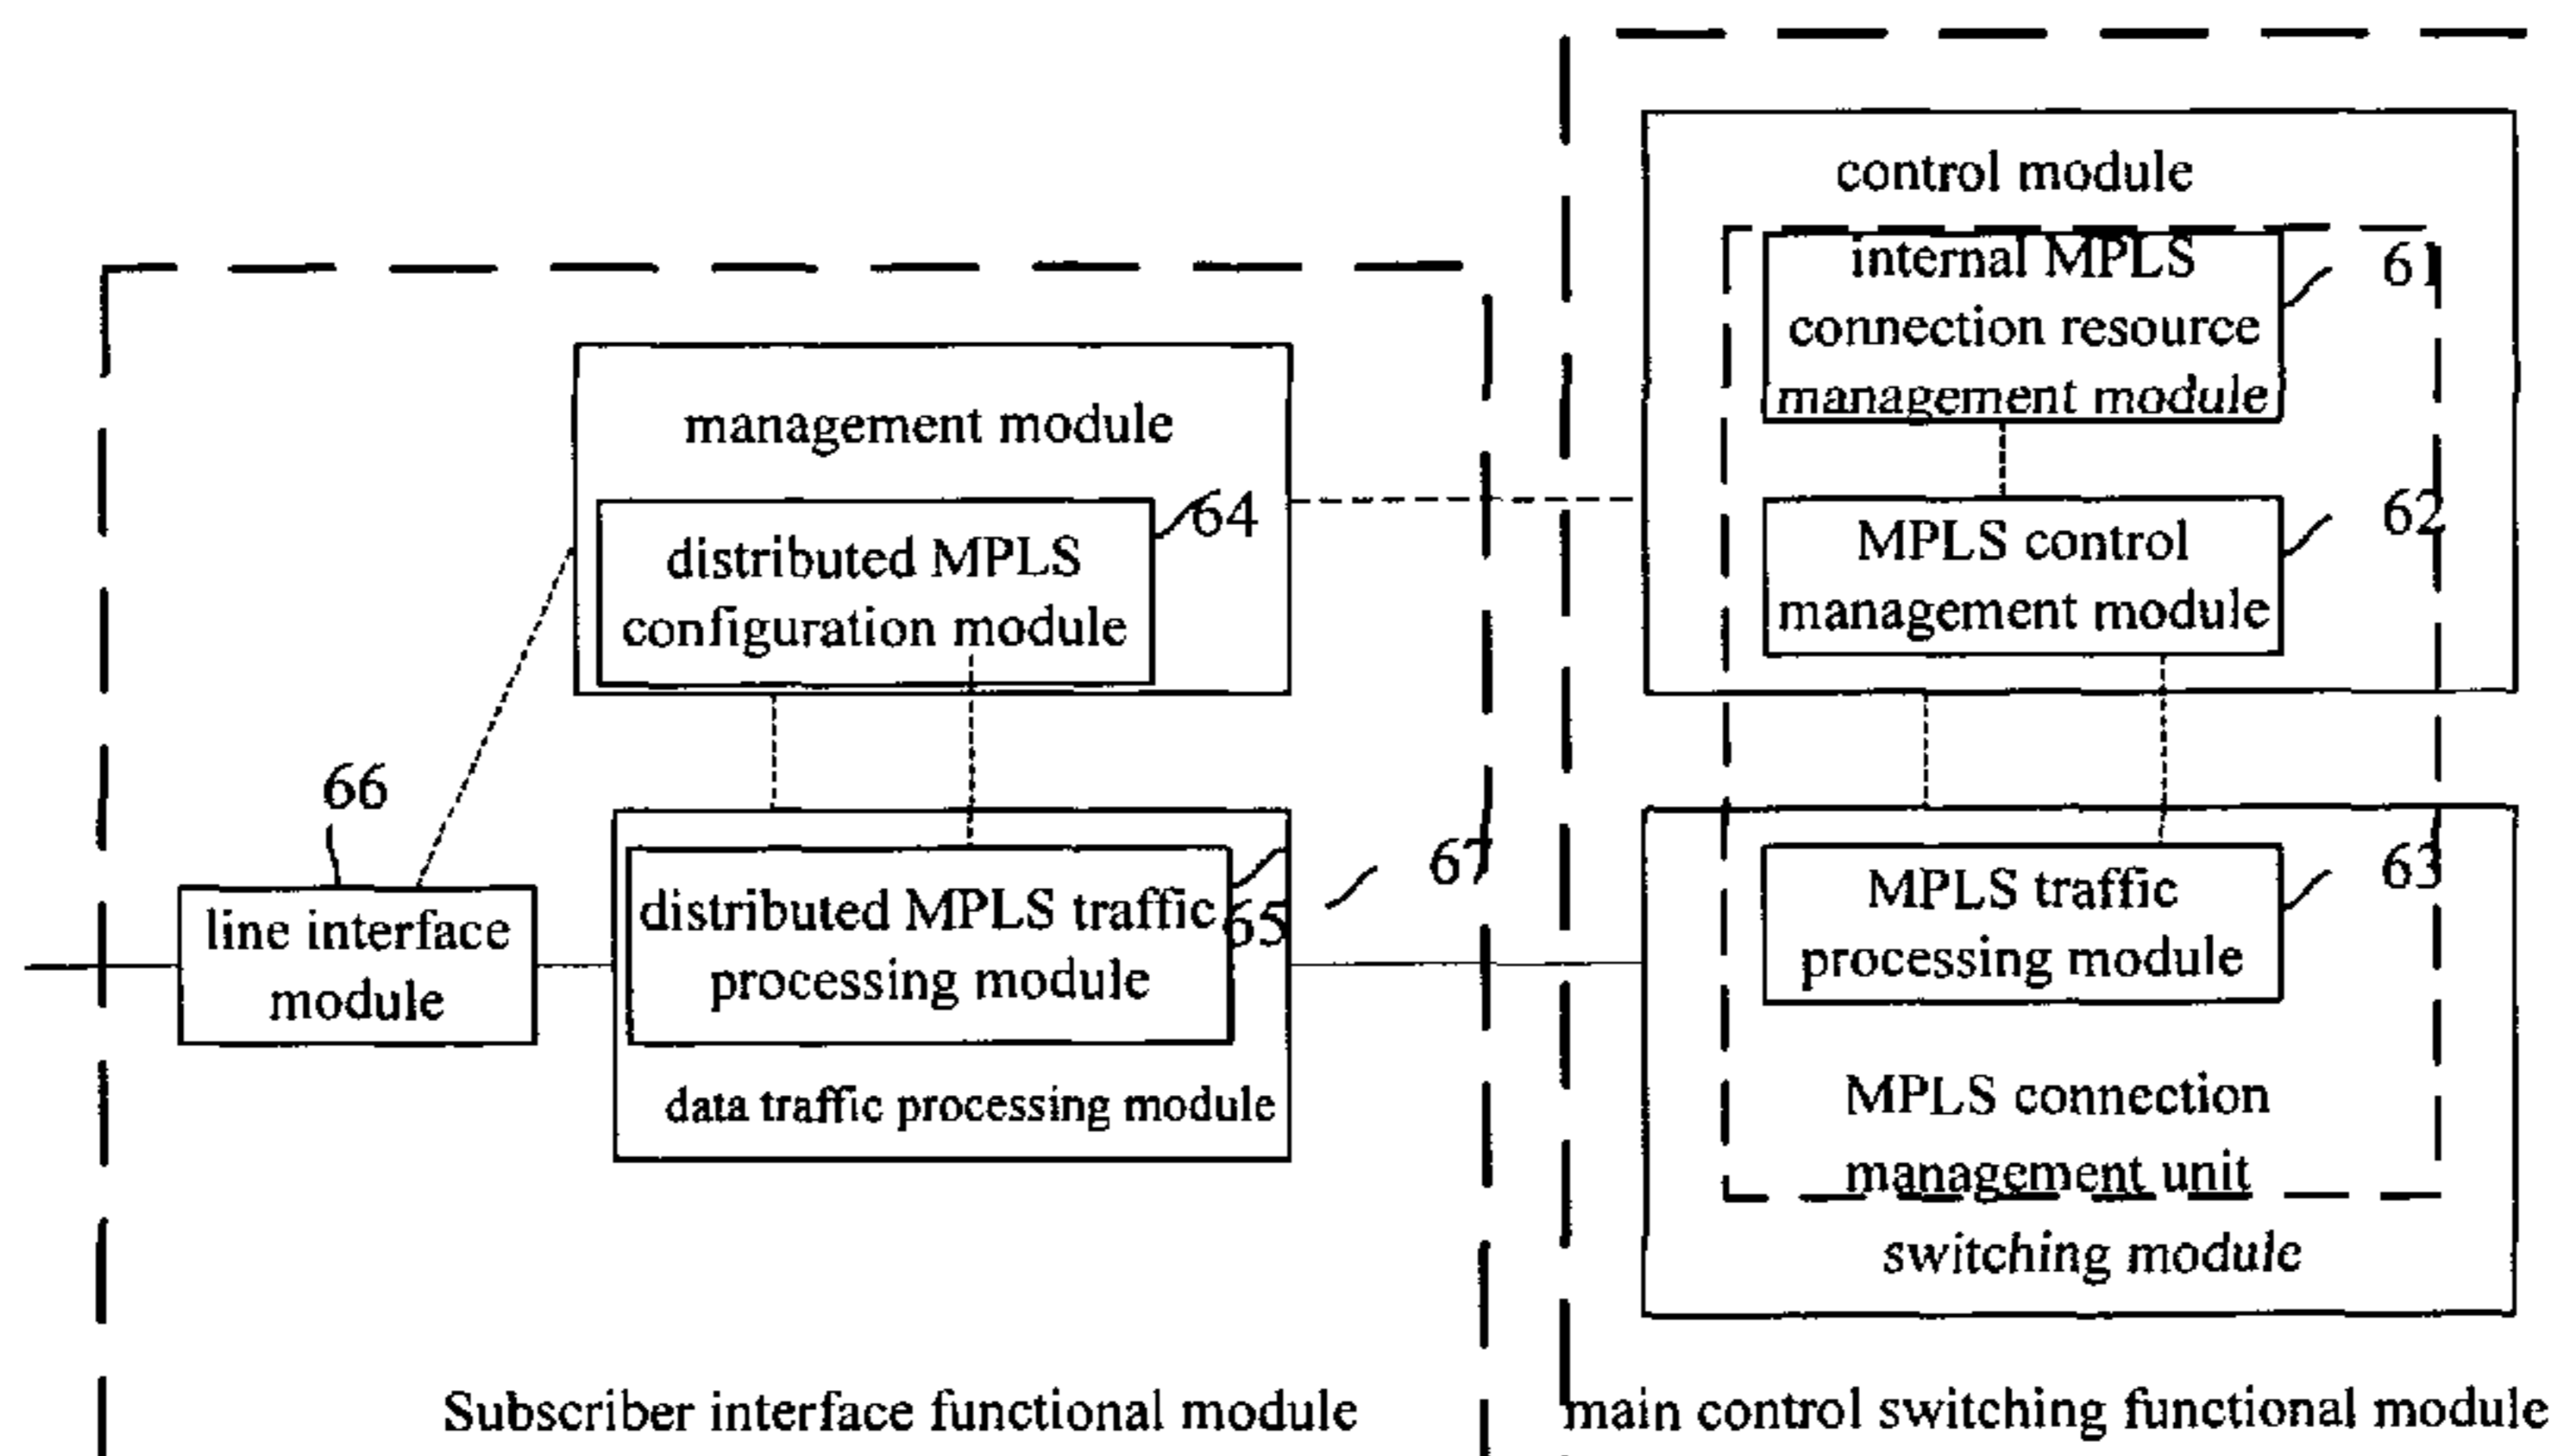 control module
internal MPLS
connection resource
management module
61
MPLS control
management module
62
management module
distributed MPLS
configuration module
64
66
line interface
module
distributed MPLS traffic
processing module
65
67
data traffic processing module
MPLS traffic
processing module
63
MPLS connection
management unit
switching module
Subscriber interface functional module
main control switching functional module